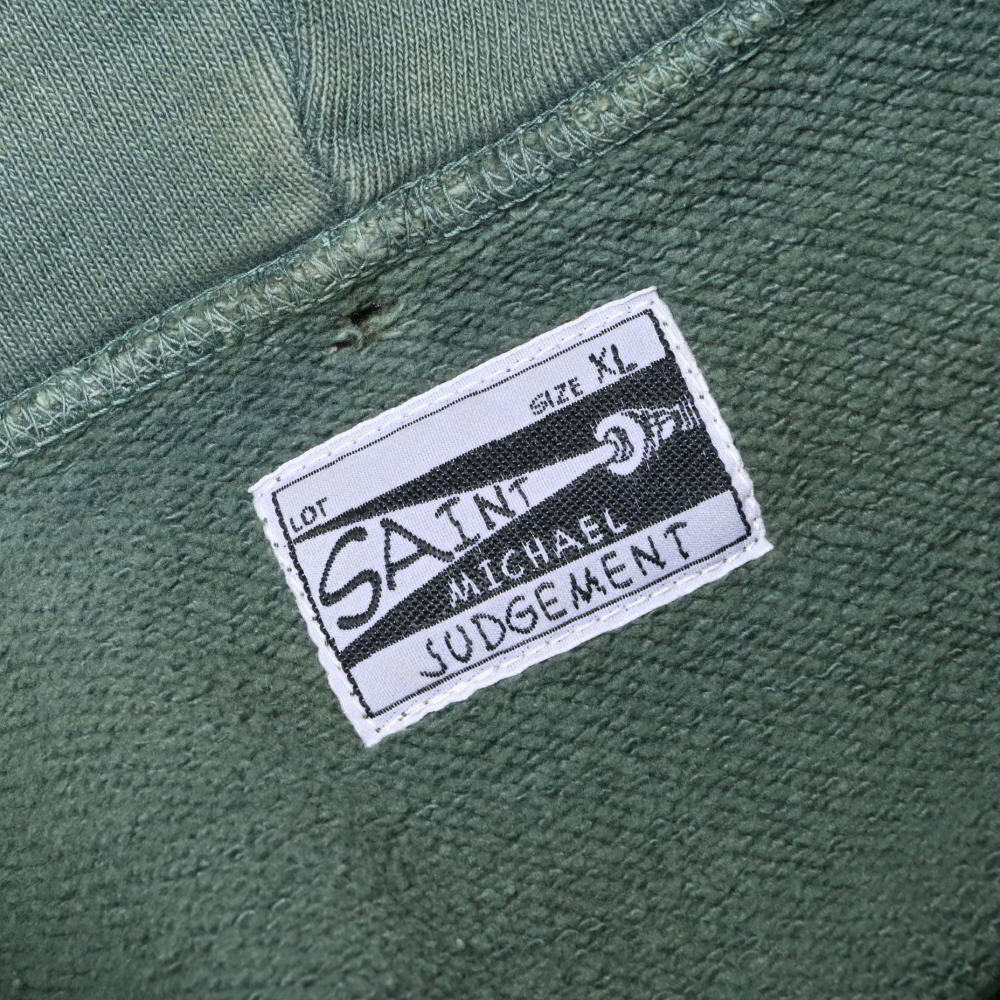 SIZE XL
LOT
SAINT
MICHAEL
JUDGEMENT